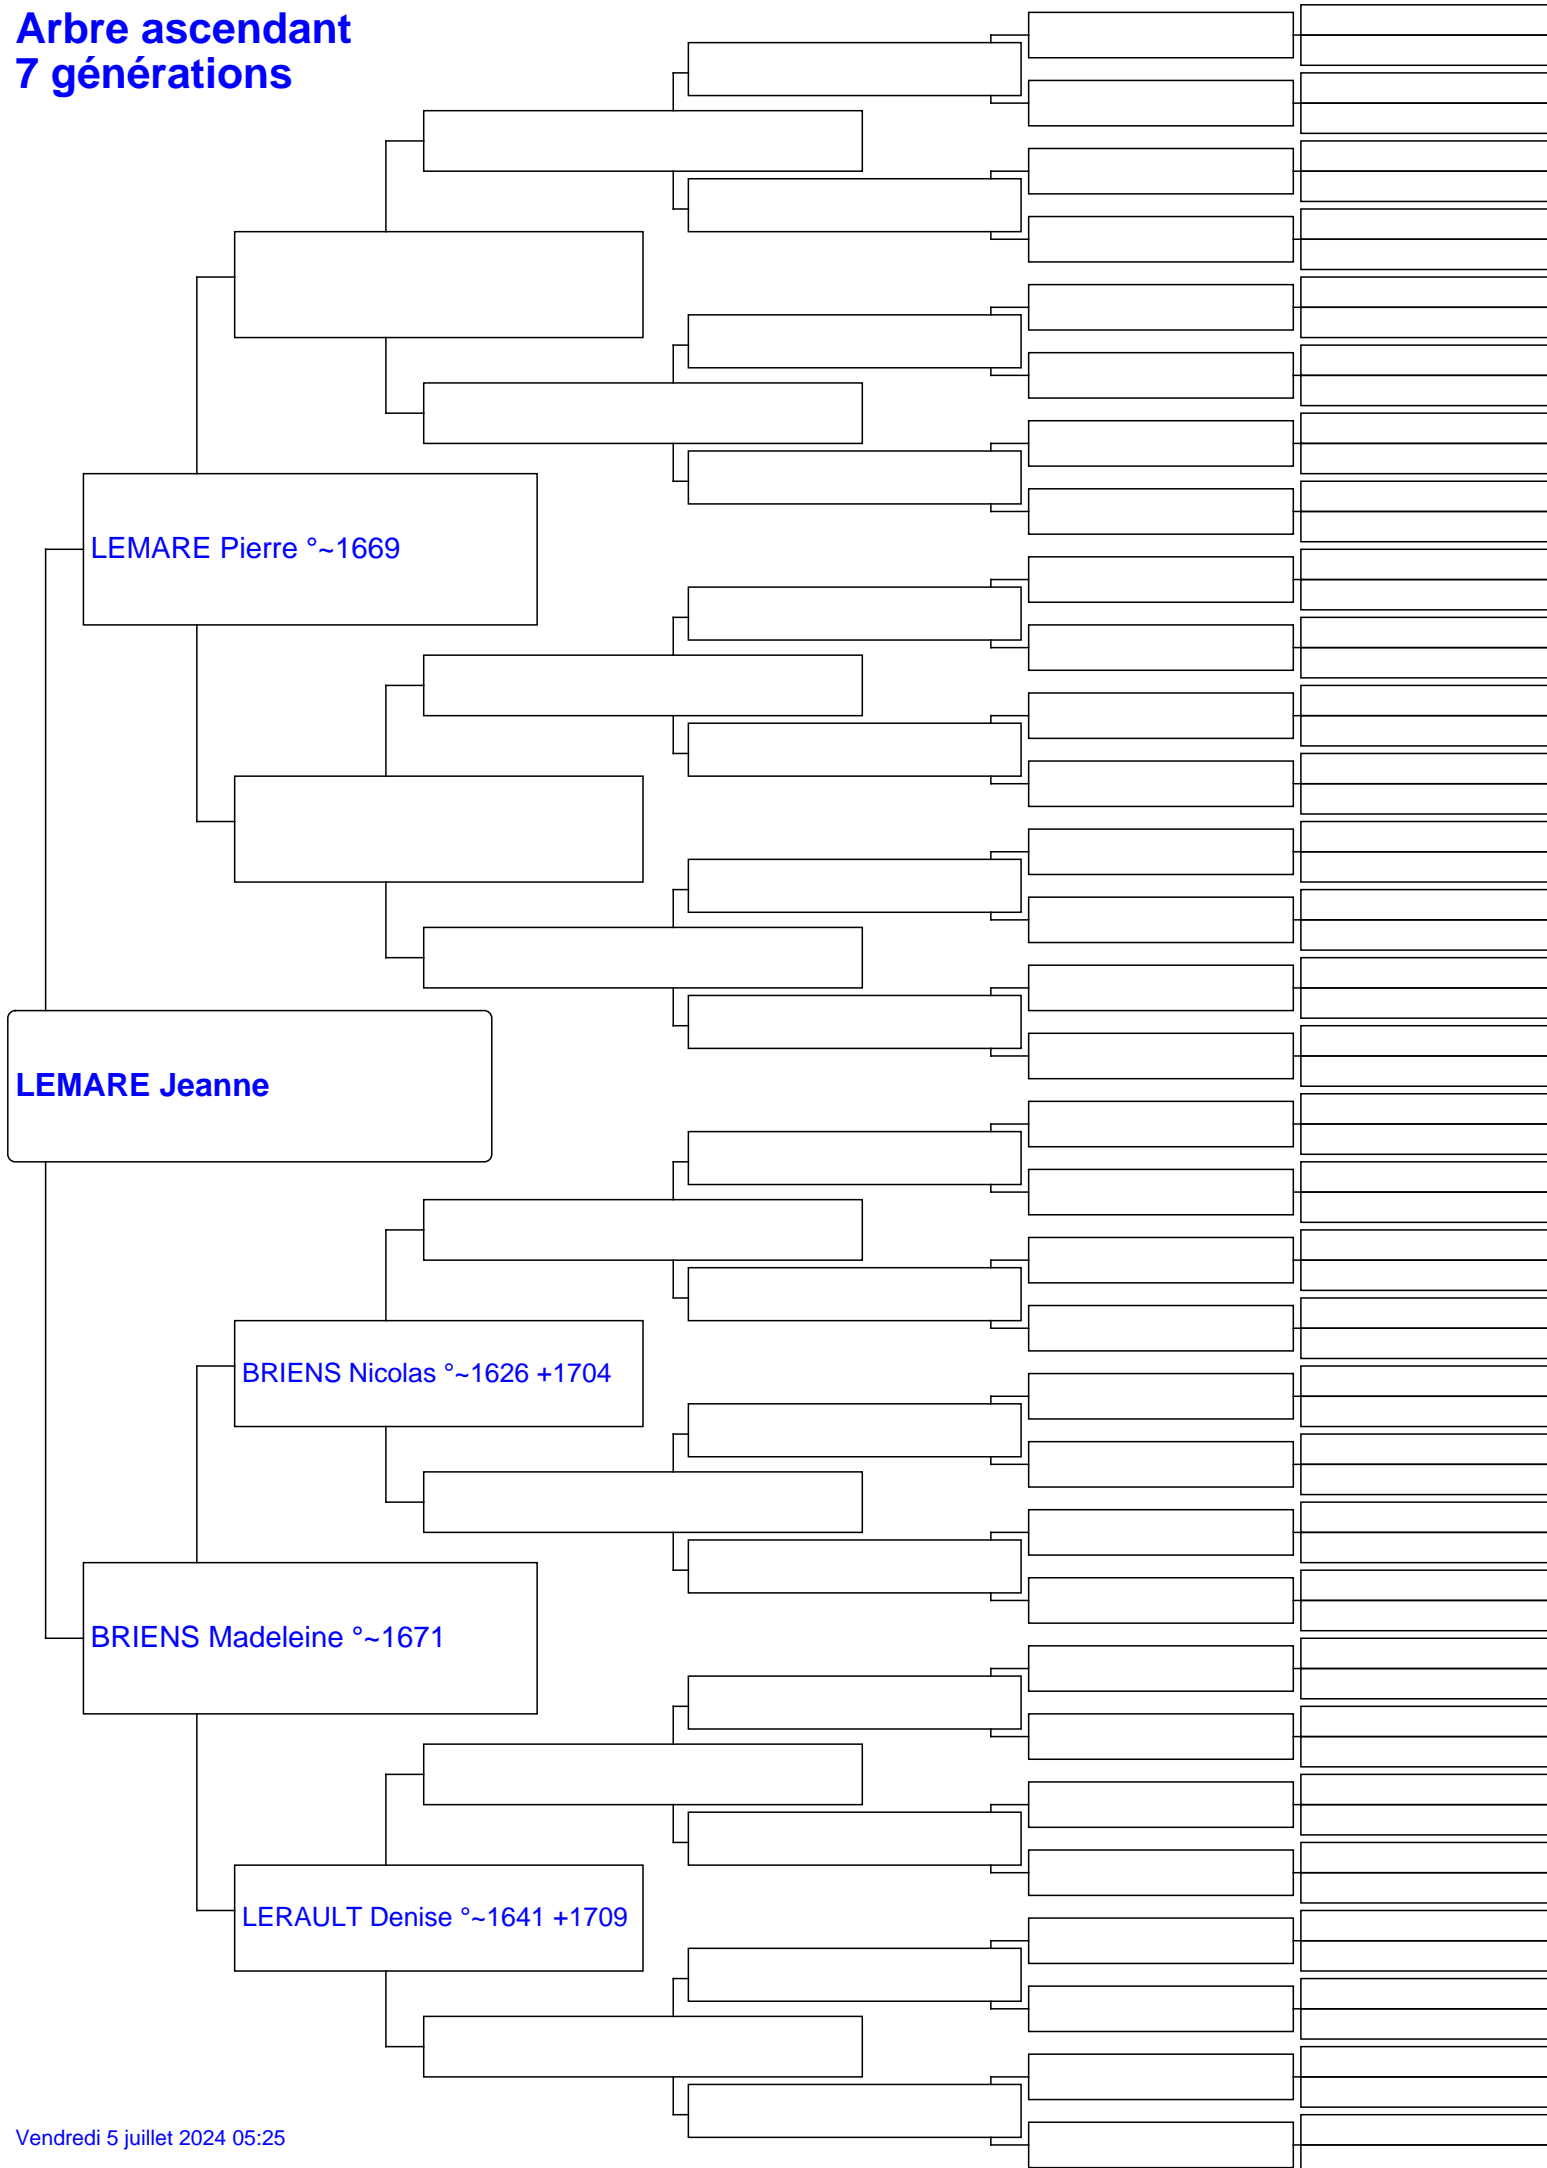 Arbre ascendant
7 générations
LEMARE Pierre °~1669
LEMARE Jeanne
BRIENS Nicolas °~1626 +1704
BRIENS Madeleine °~1671
LERAULT Denise °~1641 +1709
Vendredi 5 juillet 2024 05:25